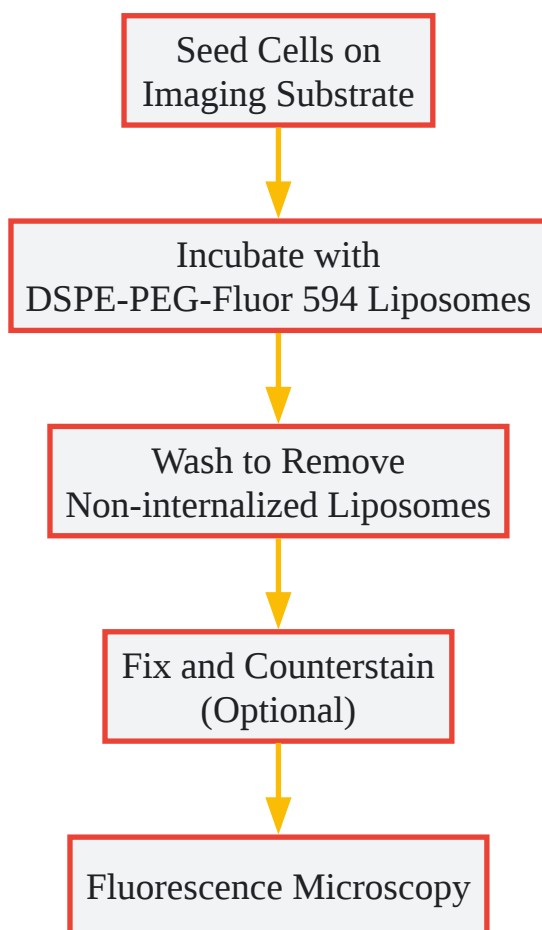 Seed Cells on
Imaging Substrate
Incubate with
DSPE-PEG-Fluor 594 Liposomes
Wash to Remove
Non-internalized Liposomes
Fix and Counterstain
(Optional)
Fluorescence Microscopy